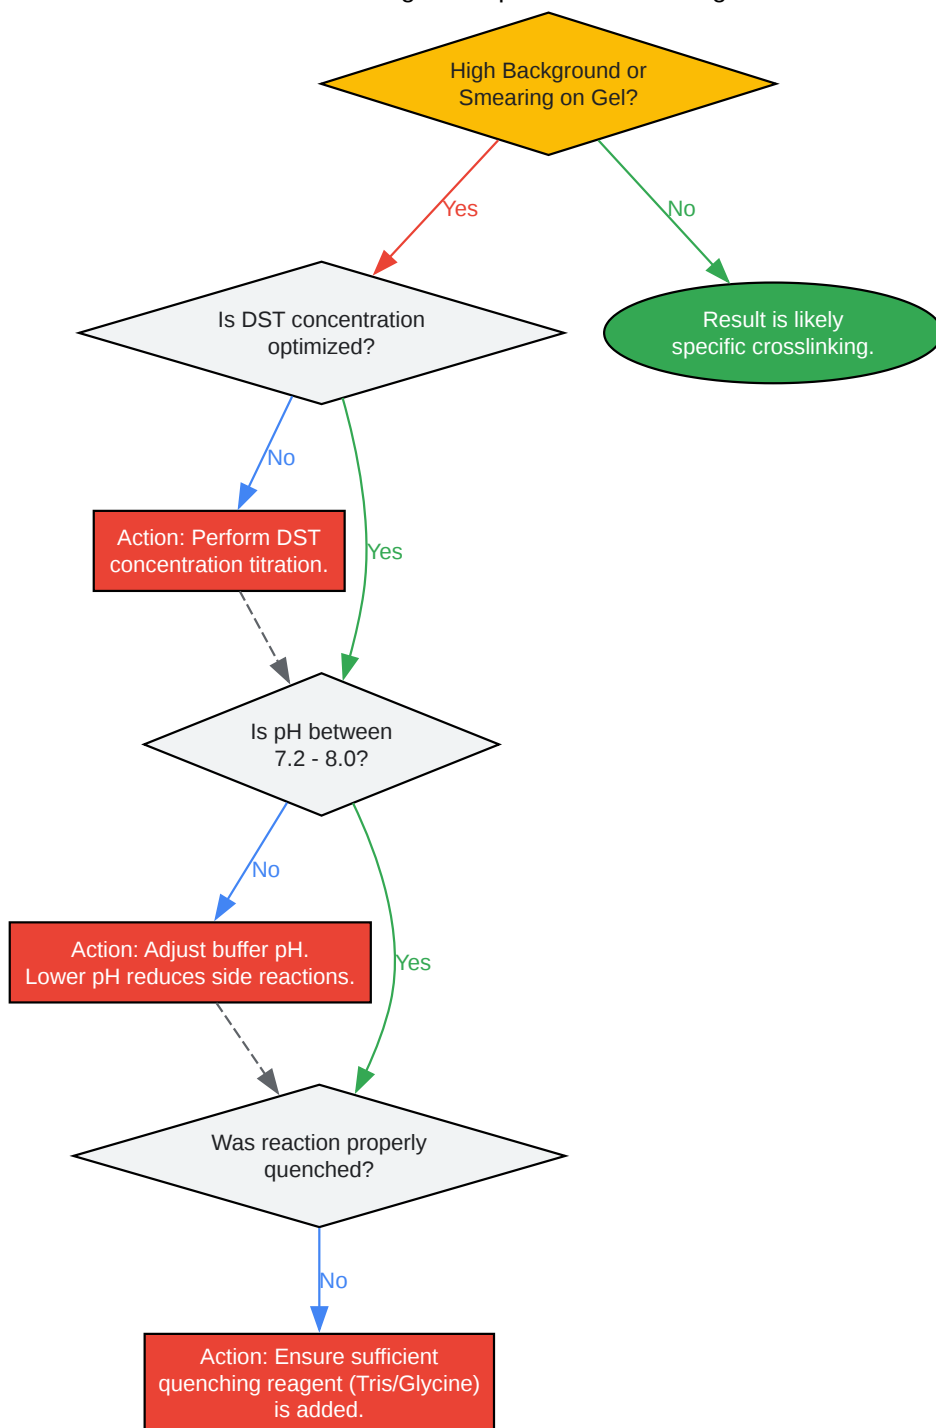 High Background or
Smearing on Gel?
Yes
No
Is DST concentration
optimized?
Result is likely
specific crosslinking.
No
Action: Perform DST
concentration titration.
Yes
Is pH between
7.2 - 8.0?
No
Action: Adjust buffer pH.
Lower pH reduces side reactions.
Yes
Was reaction properly
quenched?
No
Action: Ensure sufficient
quenching reagent (Tris/Glycine)
is added.